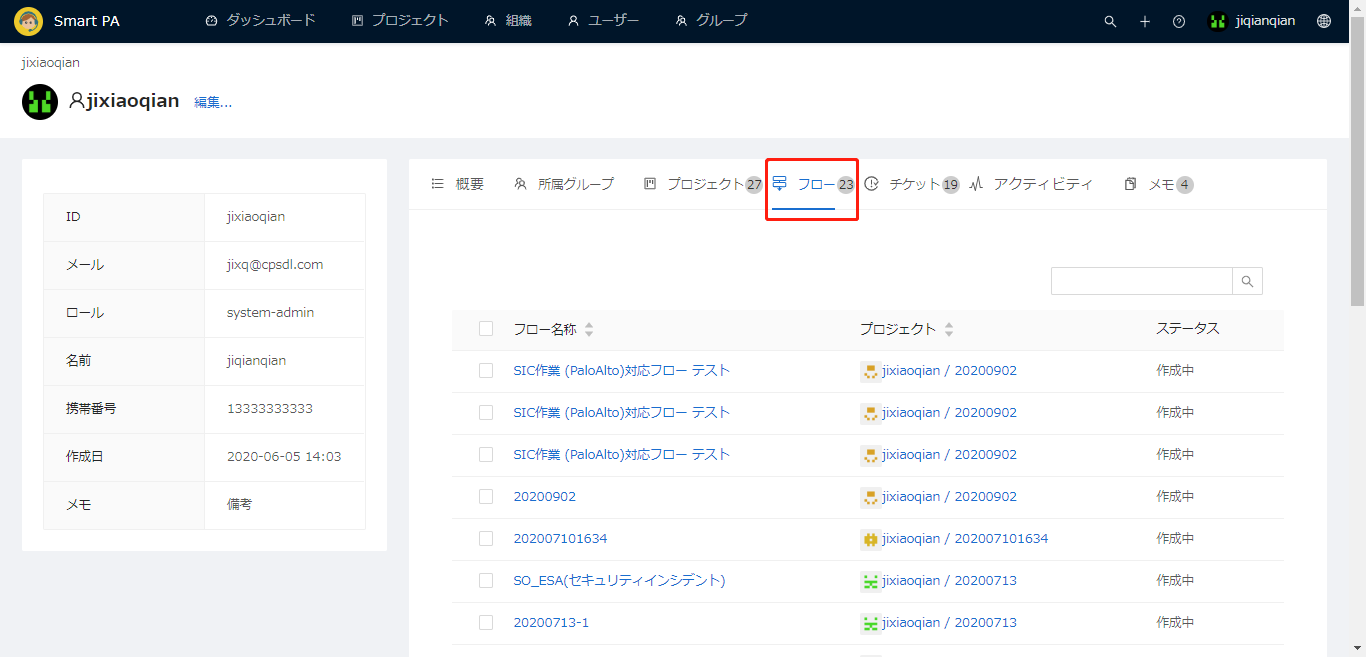 Smart PA ダッシュボード プロジェクト 組織 ユーザー グループ jiqianqian
jixiaoqian
jixiaoqian 編集...
概要 所属グループ プロジェクト 27 フロー 23 チケット 19 アクティビティ メモ 4
ID jixiaoqian
メール jixq@cpsdl.com
ロール system-admin
名前 jiqianqian
携帯番号 13333333333
作成日 2020-06-05 14:03
メモ 備考
フロー名称 プロジェクト ステータス
SIC作業 (PaloAlto)対応フロー テスト jixiaoqian / 20200902 作成中
SIC作業 (PaloAlto)対応フロー テスト jixiaoqian / 20200902 作成中
SIC作業 (PaloAlto)対応フロー テスト jixiaoqian / 20200902 作成中
20200902 jixiaoqian / 20200902 作成中
202007101634 jixiaoqian / 202007101634 作成中
SO_ESA(セキュリティインシデント) jixiaoqian / 20200713 作成中
20200713-1 jixiaoqian / 20200713 作成中